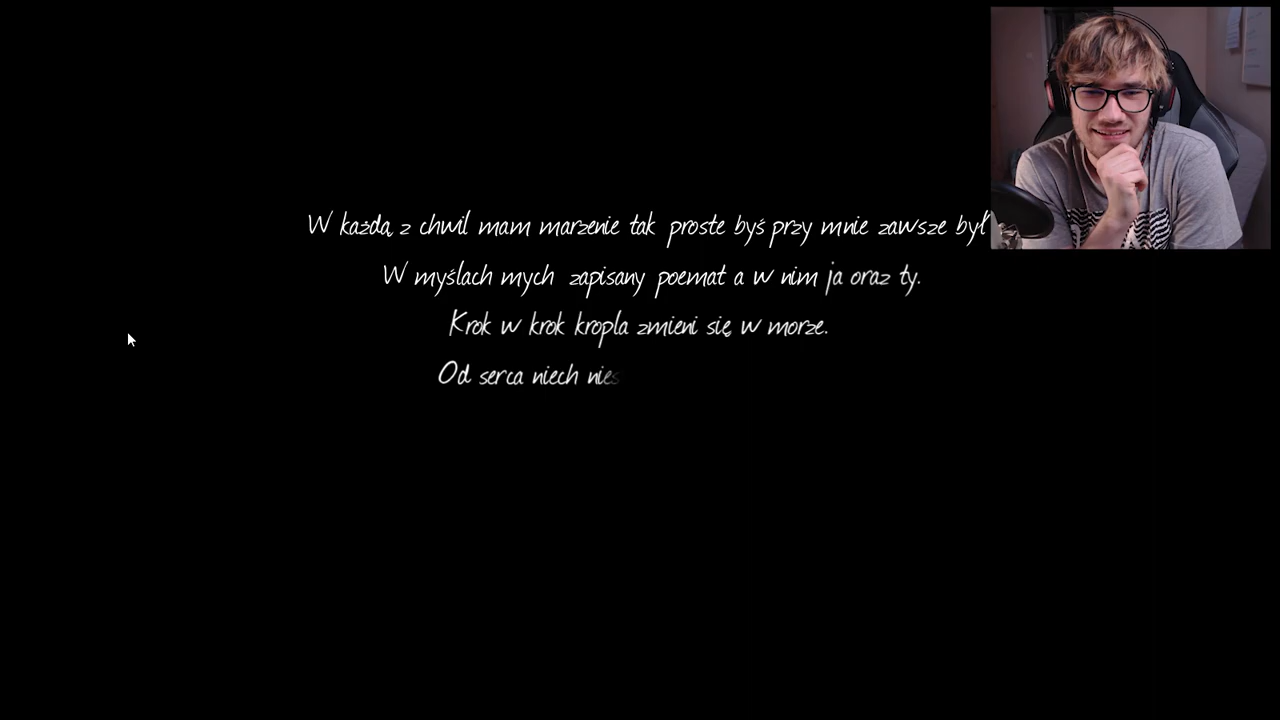 W każdą z chwil mam marzenie tak proste byś przy mnie zawsze był
W myślach mych zapisany poemat a w nim ja oraz ty.
Krok w krok kropla zmieni się w morze.
Od serca niech nies